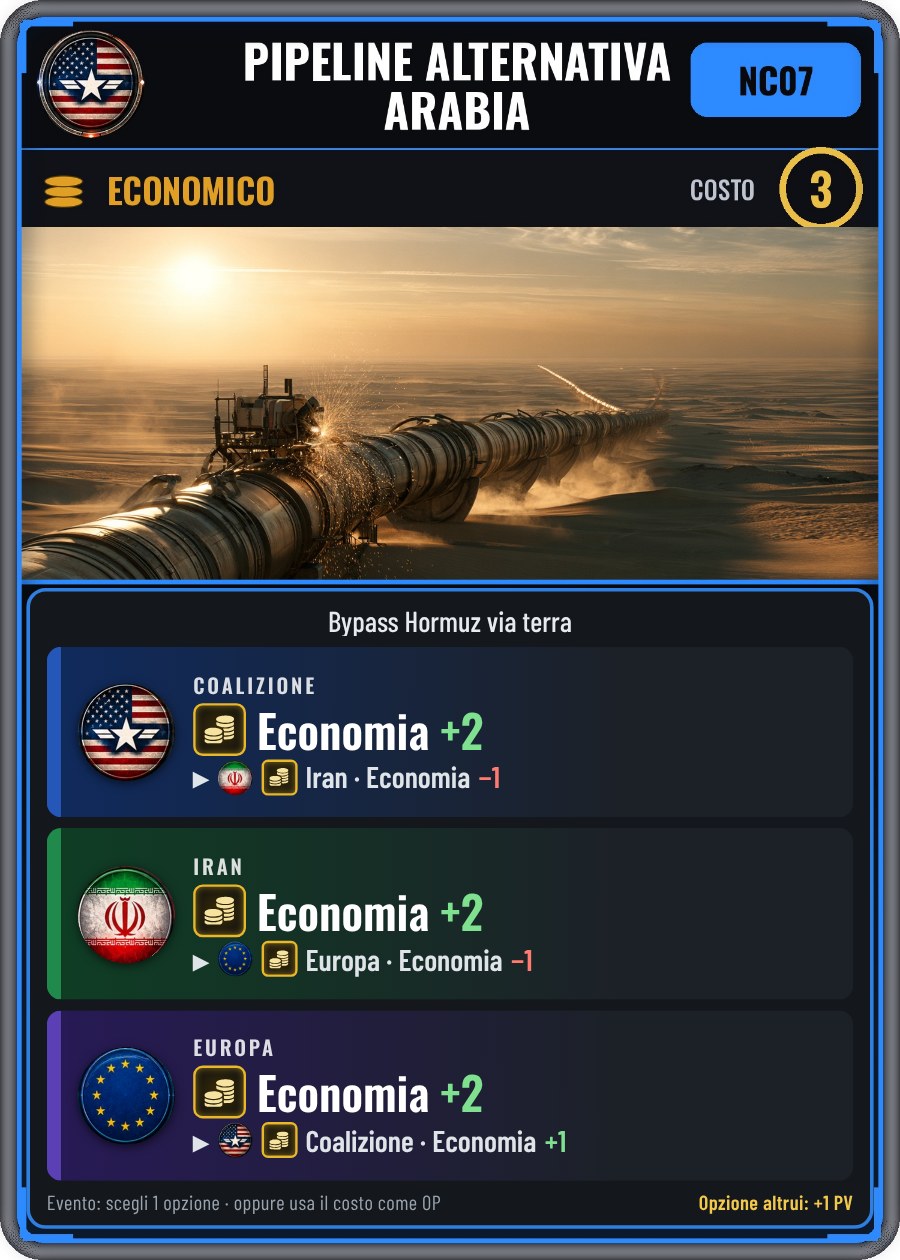 PIPELINE ALTERNATIVA
ARABIA
NC07
ECONOMICO
COSTO
3
Bypass Hormuz via terra
COALIZIONE
Economia +2
▶ Iran · Economia −1
IRAN
Economia +2
▶ Europa · Economia −1
EUROPA
Economia +2
▶ Coalizione · Economia +1
Evento: scegli 1 opzione · oppure usa il costo come OP
Opzione altrui: +1 PV